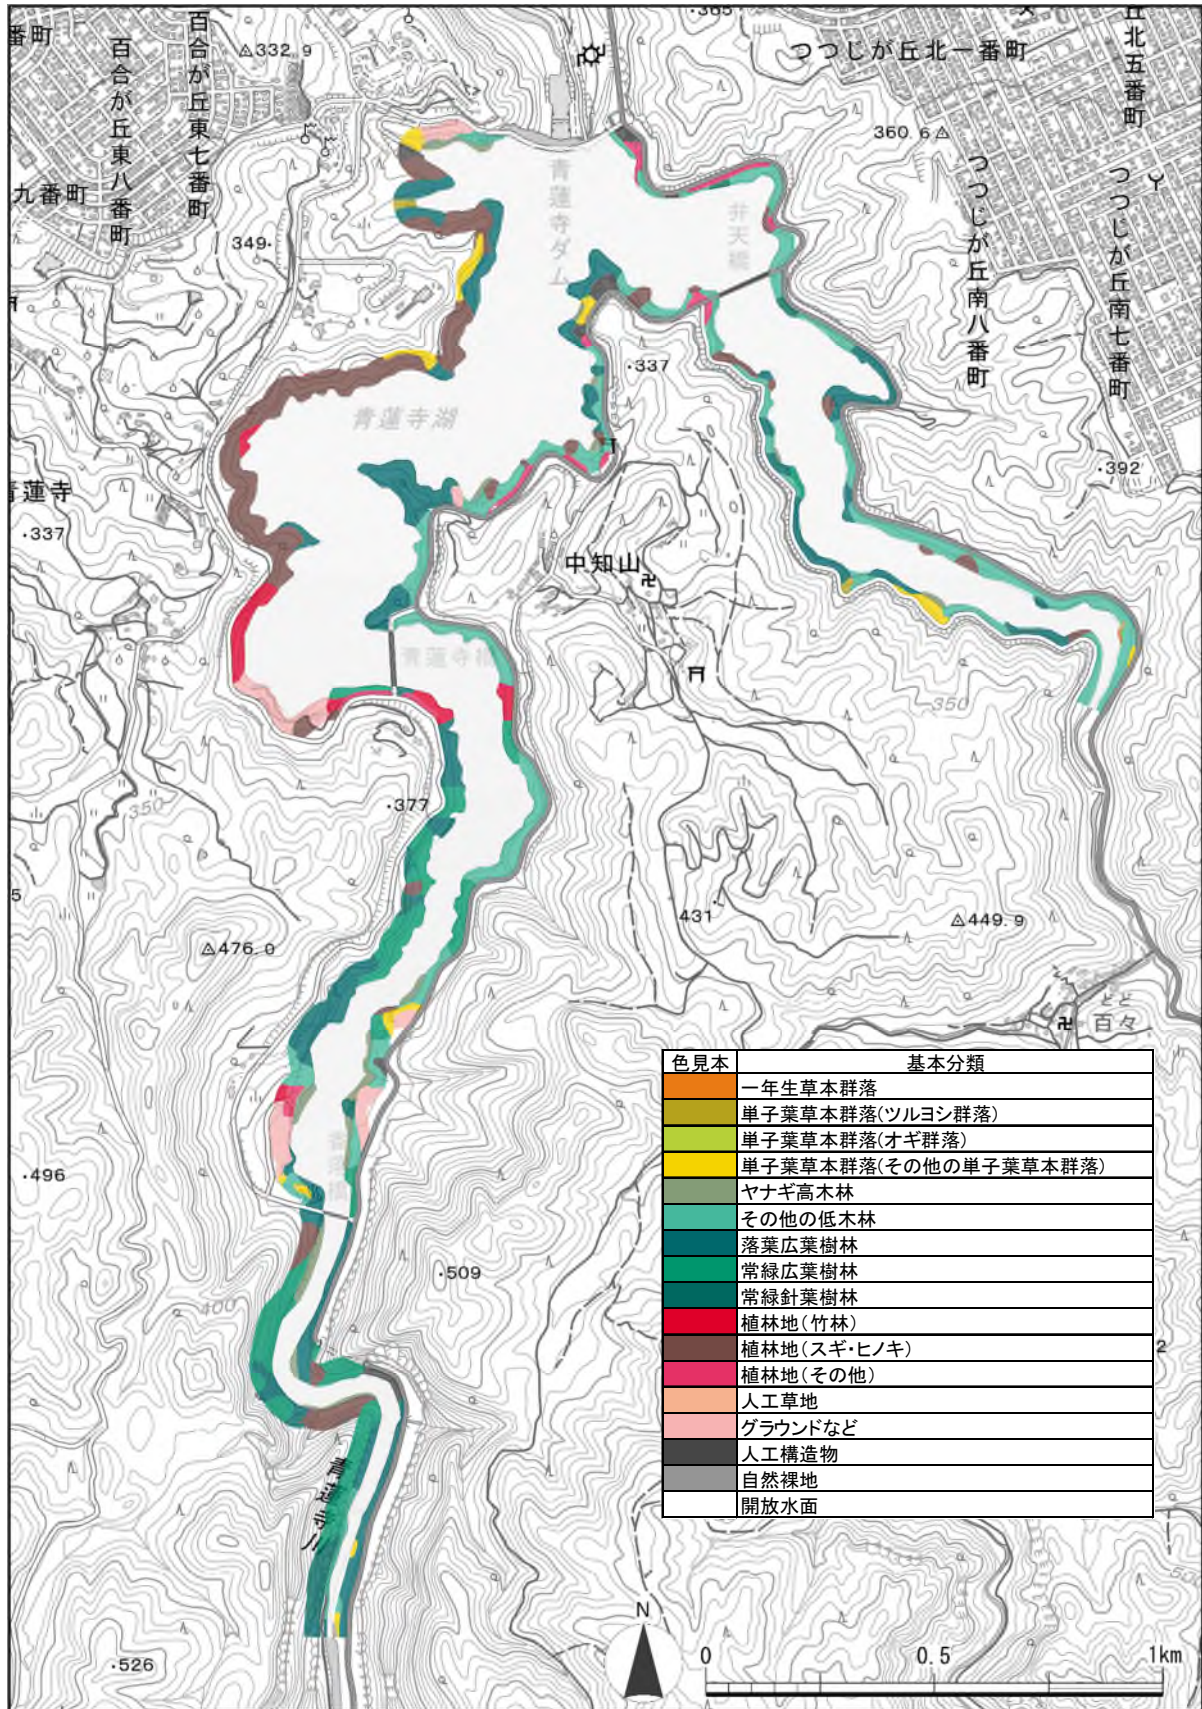 番町
百合が丘東八番町
百合が丘東七番町
332.9
365
つつじが丘北一番町
丘北五番町
360.6
九番町
349
つつじが丘南八番町
つつじが丘南七番町
青蓮寺ダム
弁天橋
337
青蓮寺湖
392
青蓮寺
337
中知山
青蓮寺橋
350
350
377
431
449.9
476.0
どど
百々
496
509
400
青蓮寺川
526
色見本 基本分類
一年生草本群落
単子葉草本群落(ツルヨシ群落)
単子葉草本群落(オギ群落)
単子葉草本群落(その他の単子葉草本群落)
ヤナギ高木林
その他の低木林
落葉広葉樹林
常緑広葉樹林
常緑針葉樹林
植林地(竹林)
植林地(スギ・ヒノキ)
植林地(その他)
人工草地
グラウンドなど
人工構造物
自然裸地
開放水面
N
0 0.5 1km